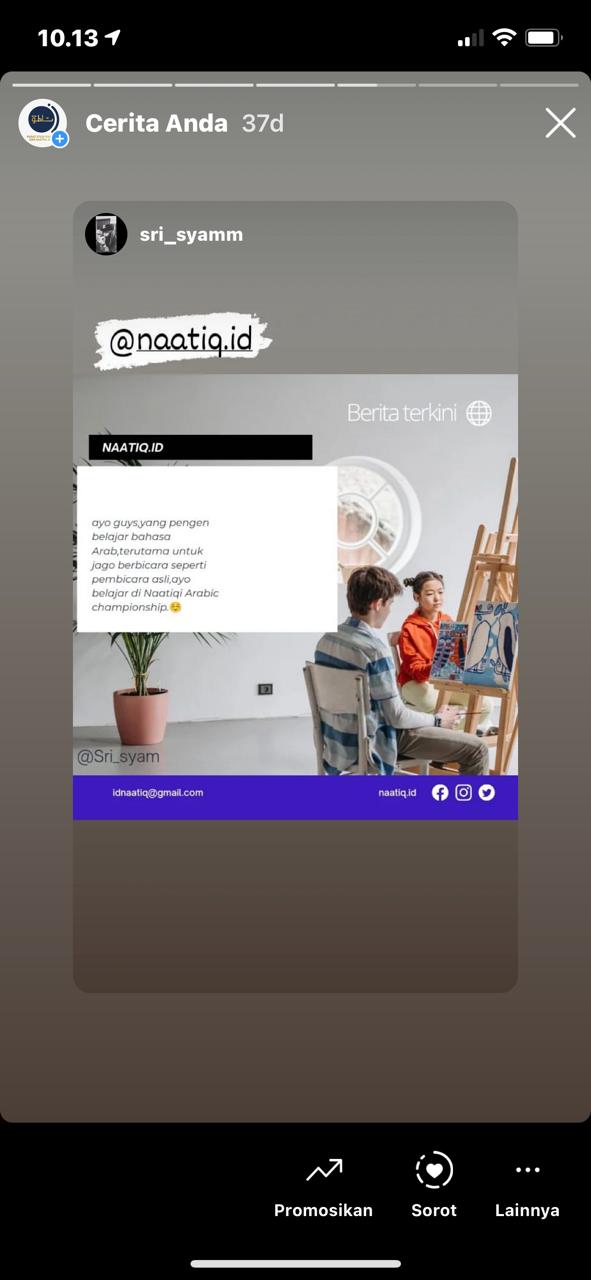 10.13
Cerita Anda 37d
sri_syamm
@naatiq.id
Berita terkini
NAATIQ.ID
ayo guys,yang pengen
belajar bahasa
Arab,terutama untuk
jago berbicara seperti
pembicara asli,ayo
belajar di Naatiqi Arabic
championship.☺️
@Sri_syam
idnaatiq@gmail.com naatiq.id
Promosikan Sorot Lainnya